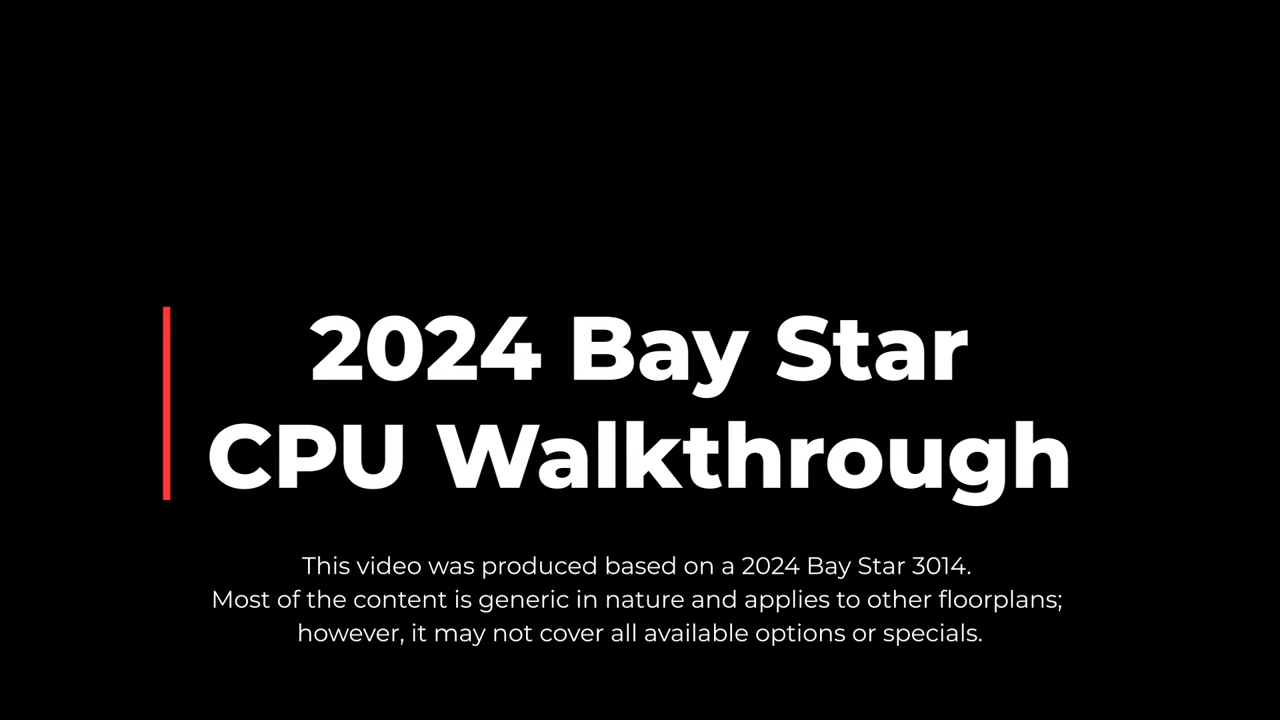 2024 Bay Star
CPU Walkthrough
This video was produced based on a 2024 Bay Star 3014.
Most of the content is generic in nature and applies to other floorplans;
however, it may not cover all available options or specials.